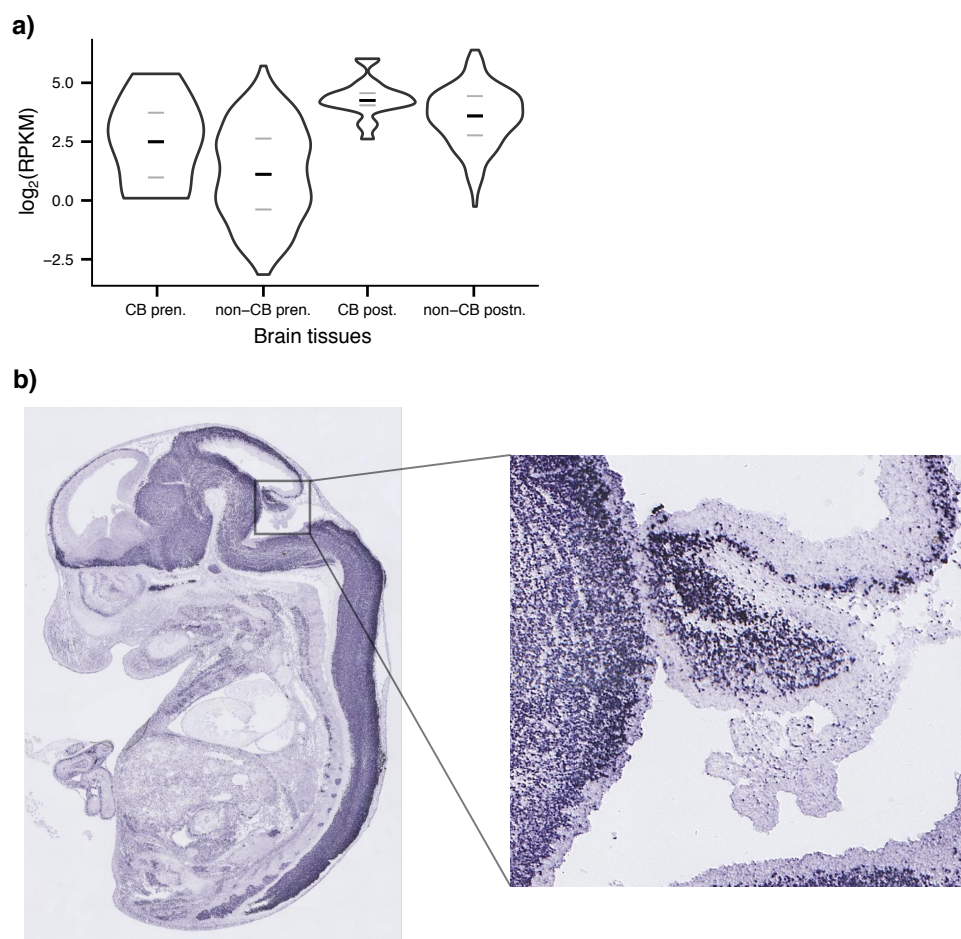 a)
5.0
2.5
0.0
−2.5
log2(RPKM)
CB pren.
non−CB pren.
CB post.
non−CB postn.
Brain tissues
b)